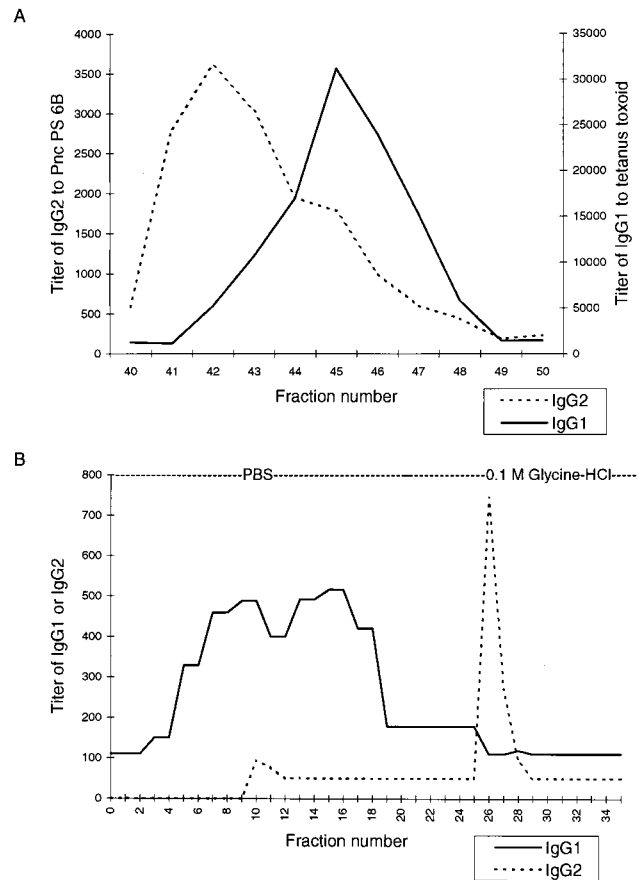 A
Titer of IgG2 to Pnc PS 6B
4000
3500
3000
2500
2000
1500
1000
500
0
35000
30000
25000
20000
15000
10000
5000
0
Titer of IgG1 to tetanus toxoid
40 41 42 43 44 45 46 47 48 49 50
Fraction number
IgG2
IgG1
B
Titer of IgG1 or IgG2
800
700
600
500
400
300
200
100
0
PBS 0.1 M Glycine-HCl
0 2 4 6 8 10 12 14 16 18 20 22 24 26 28 30 32 34
Fraction number
IgG1
IgG2